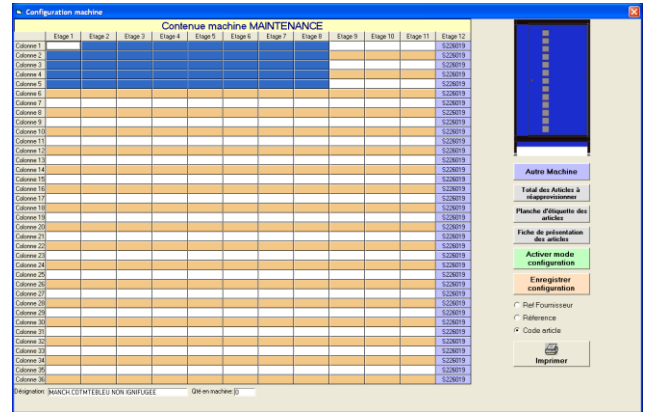 Configuration machine
Contenue machine MAINTENANCE
Etage 1 Etage 2 Etage 3 Etage 4 Etage 5 Etage 6 Etage 7 Etage 8 Etage 9 Etage 10 Etage 11 Etage 12
Colonne 1 S226019
Colonne 2 S226019
Colonne 3 S226019
Colonne 4 S226019
Colonne 5 S226019
Colonne 6 S226019
Colonne 7 S226019
Colonne 8 S226019
Colonne 9 S226019
Colonne 10 S226019
Colonne 11 S226019
Colonne 12 S226019
Colonne 13 S226019
Colonne 14 S226019
Colonne 15 S226019
Colonne 16 S226019
Colonne 17 S226019
Colonne 18 S226019
Colonne 19 S226019
Colonne 20 S226019
Colonne 21 S226019
Colonne 22 S226019
Colonne 23 S226019
Colonne 24 S226019
Colonne 25 S226019
Colonne 26 S226019
Colonne 27 S226019
Colonne 28 S226019
Colonne 29 S226019
Colonne 30 S226019
Colonne 31 S226019
Colonne 32 S226019
Colonne 33 S226019
Colonne 34 S226019
Colonne 35 S226019
Colonne 36 S226019
Désignation: MANCH.COTMTEBLEU NON IGNIFUGEE Qté en machine: 0
Autre Machine
Total des Articles à
réapprovisionner
Planche d'étiquette des
articles
Fiche de présentation
des articles
Activer mode
configuration
Enregistrer
configuration
Ref Fournisseur
Réference
Code article
Imprimer